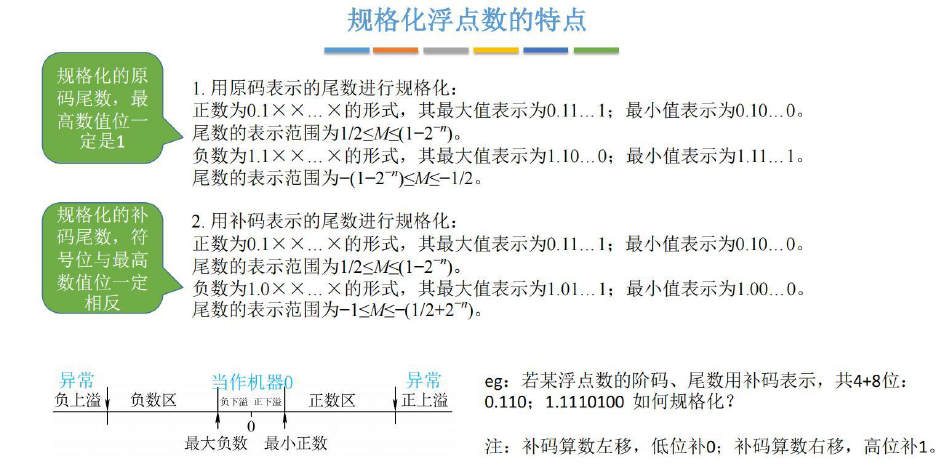 规格化浮点数的特点
规格化的原
码尾数，最
高数值位一
定是1
1. 用原码表示的尾数进行规格化：
正数为0.1××…×的形式，其最大值表示为0.11…1；最小值表示为0.10…0。
尾数的表示范围为1/2≤M≤(1−2⁻ⁿ)。
负数为1.1××…×的形式，其最大值表示为1.10…0；最小值表示为1.11…1。
尾数的表示范围为−(1−2⁻ⁿ)≤M≤−1/2。
规格化的补
码尾数，符
号位与最高
数值位一定
相反
2. 用补码表示的尾数进行规格化：
正数为0.1××…×的形式，其最大值表示为0.11…1；最小值表示为0.10…0。
尾数的表示范围为1/2≤M≤(1−2⁻ⁿ)。
负数为1.0××…×的形式，其最大值表示为1.01…1；最小值表示为1.00…0。
尾数的表示范围为−1≤M≤−(1/2+2⁻ⁿ)。
异常 当作机器0 异常
负上溢 负数区 负下溢 正下溢 正数区 正上溢
0
最大负数 最小正数
eg：若某浮点数的阶码、尾数用补码表示，共4+8位：
0.110；1.1110100 如何规格化？
注：补码算数左移，低位补0；补码算数右移，高位补1。